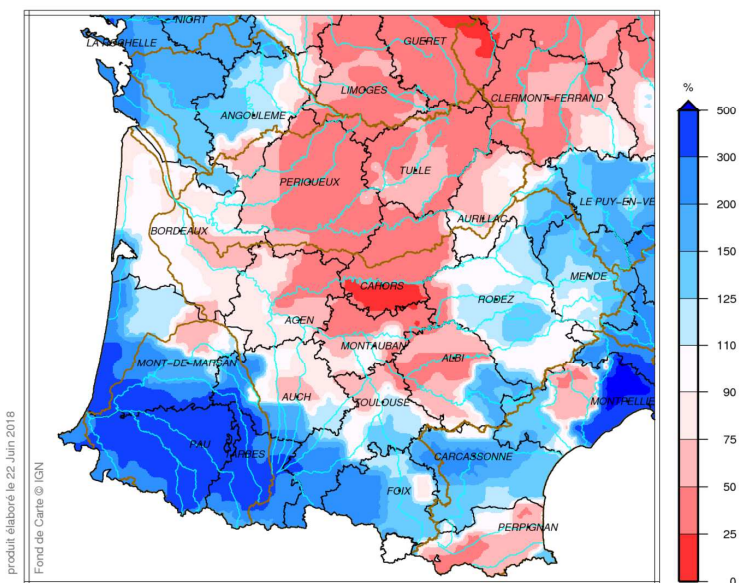 NIORT
LA ROCHELLE
GUERET
LIMOGES
CLERMONT-FERRAND
ANGOULEME
PERIGUEUX
TULLE
LE PUY-EN-VE
AURILLAC
BORDEAUX
MENDE
CAHORS
RODEZ
AGEN
MONTAUBAN
ALBI
MONT-DE-MARSAN
AUCH
TOULOUSE
MONTPELLIE
PAU
TARBES
CARCASSONNE
FOIX
PERPIGNAN
%
500
300
200
150
110
90
75
50
25
0
produit élaboré le 22 Juin 2018
Fond de Carte © IGN